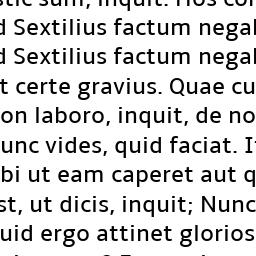 stic sum, inquit. Hos con
d Sextilius factum negab
d Sextilius factum negab
t certe gravius. Quae cu
on laboro, inquit, de no
unc vides, quid faciat. I
bi ut eam caperet aut q
st, ut dicis, inquit; Nunc
uid ergo attinet glorios